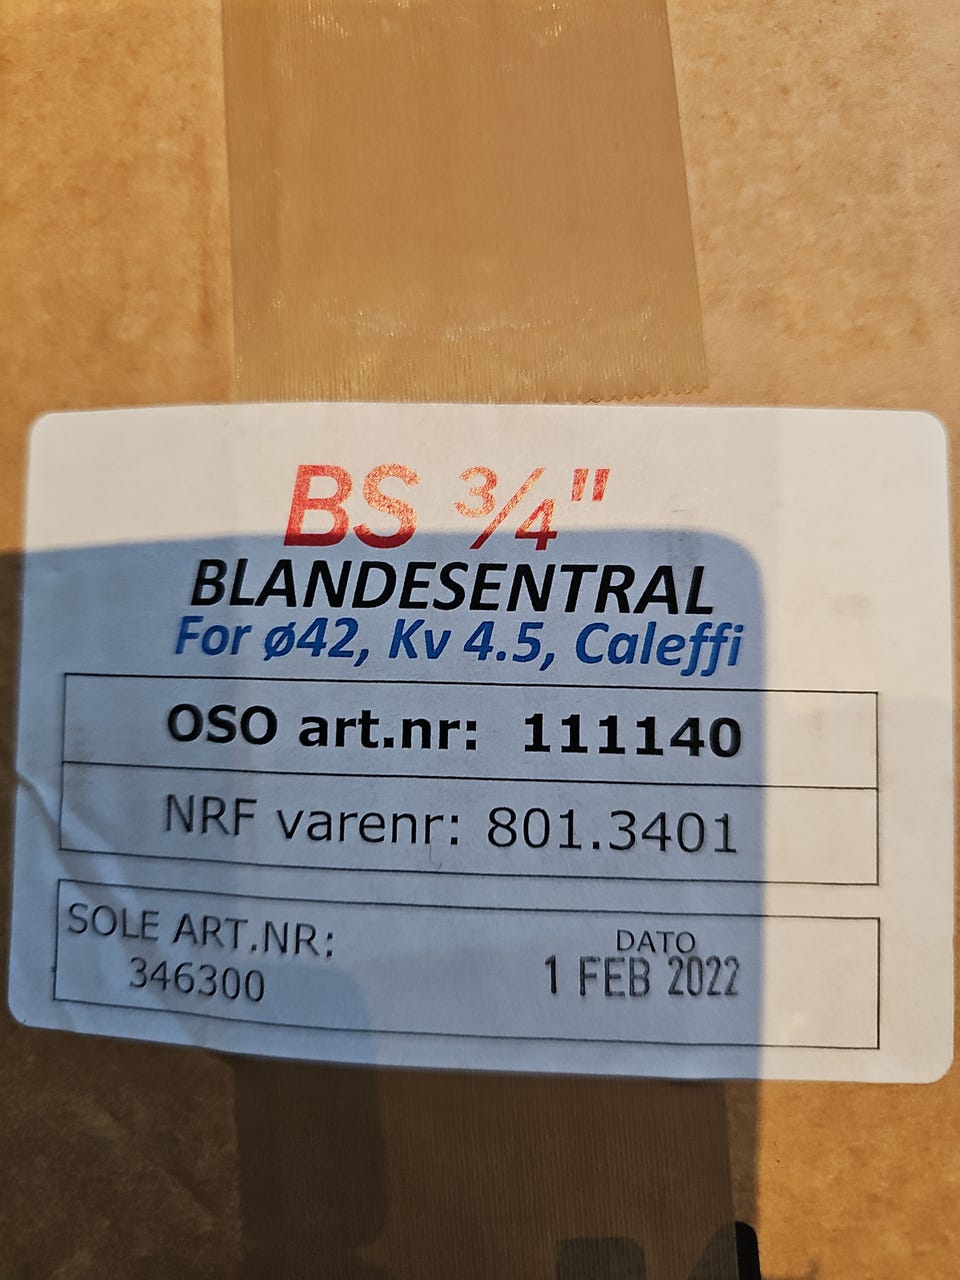 BS ¾"
BLANDESENTRAL
For ø42, Kv 4.5, Caleffi
OSO art.nr: 111140
NRF varenr: 801.3401
SOLE ART.NR:
346300
DATO
1 FEB 2022